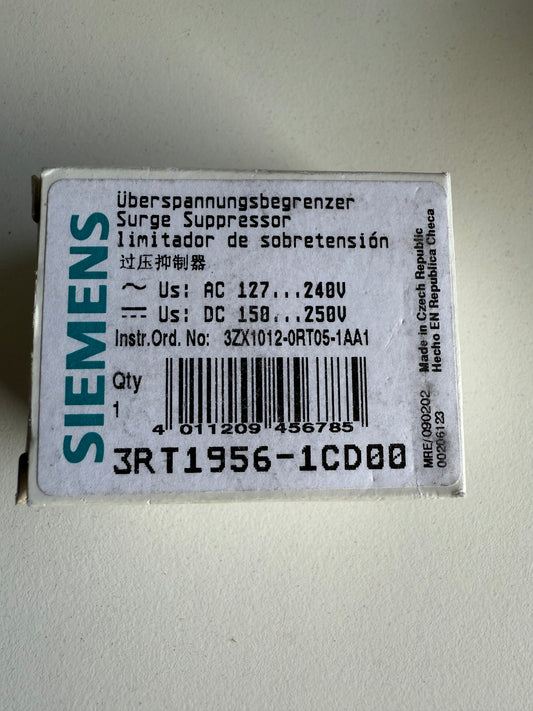 SIEMENS
Überspannungsbegrenzer
Surge Suppressor
limitador de sobretensión
过压抑制器
~ Us: AC 127...240V
⎓ Us: DC 150...250V
Instr.Ord. No: 3ZX1012-0RT05-1AA1
Qty
1
4 011209 456785
3RT1956-1CD00
MRE/090202 Made in Czech Republic
00206123 Hecho EN Republica Checa